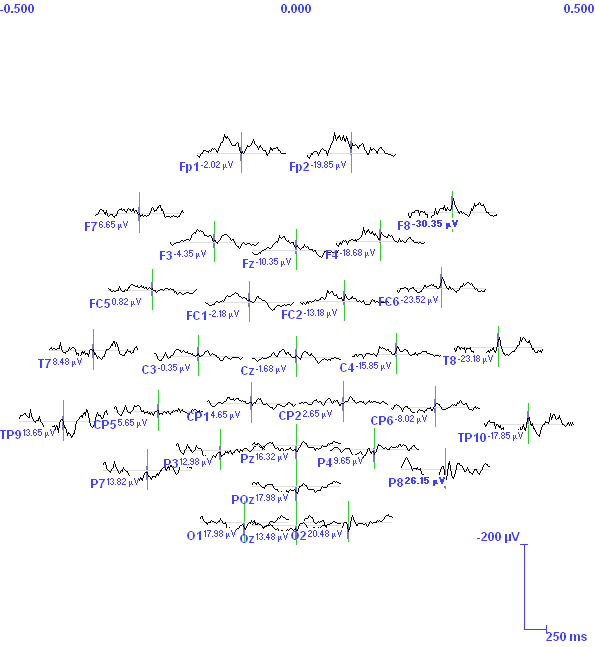 -0.500 0.000 0.500
Fp1 -2.02 µV Fp2 -19.85 µV
F7 6.65 µV F8 -30.35 µV
F3 -4.35 µV Fz -10.35 µV F4 -18.68 µV
FC5 0.82 µV FC1 -2.18 µV FC2 -13.18 µV FC6 -23.52 µV
T7 8.48 µV C3 -0.35 µV Cz -1.68 µV C4 -15.85 µV T8 -23.18 µV
TP9 13.65 µV CP5 5.65 µV CP1 4.65 µV CP2 2.65 µV CP6 -8.02 µV TP10 -17.85 µV
P7 13.82 µV P3 12.98 µV Pz 16.32 µV P4 9.65 µV P8 26.15 µV
POz 17.98 µV
O1 17.98 µV Oz 13.48 µV O2 20.48 µV
-200 µV
250 ms